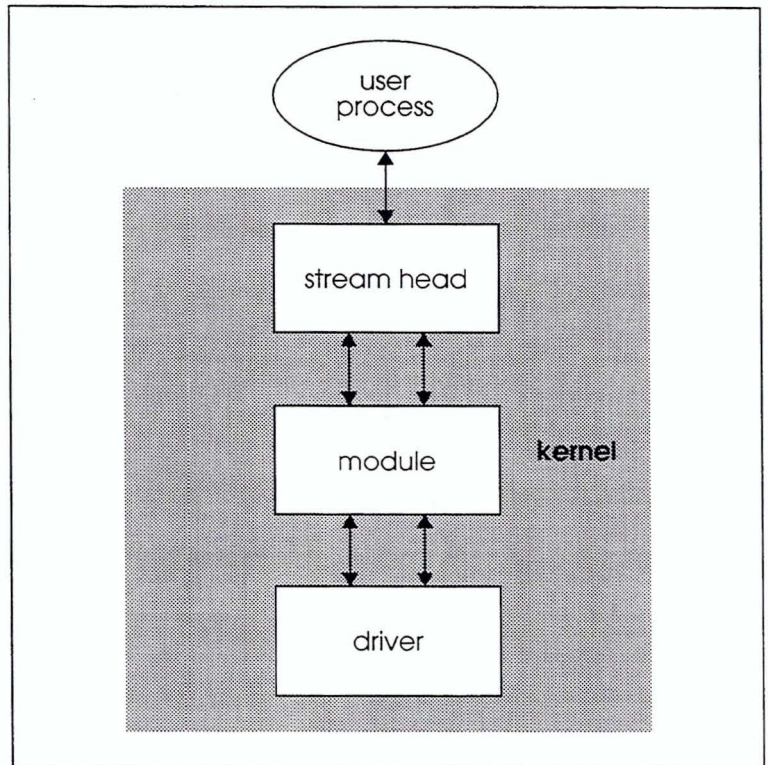 user
process
stream head
module
kernel
driver